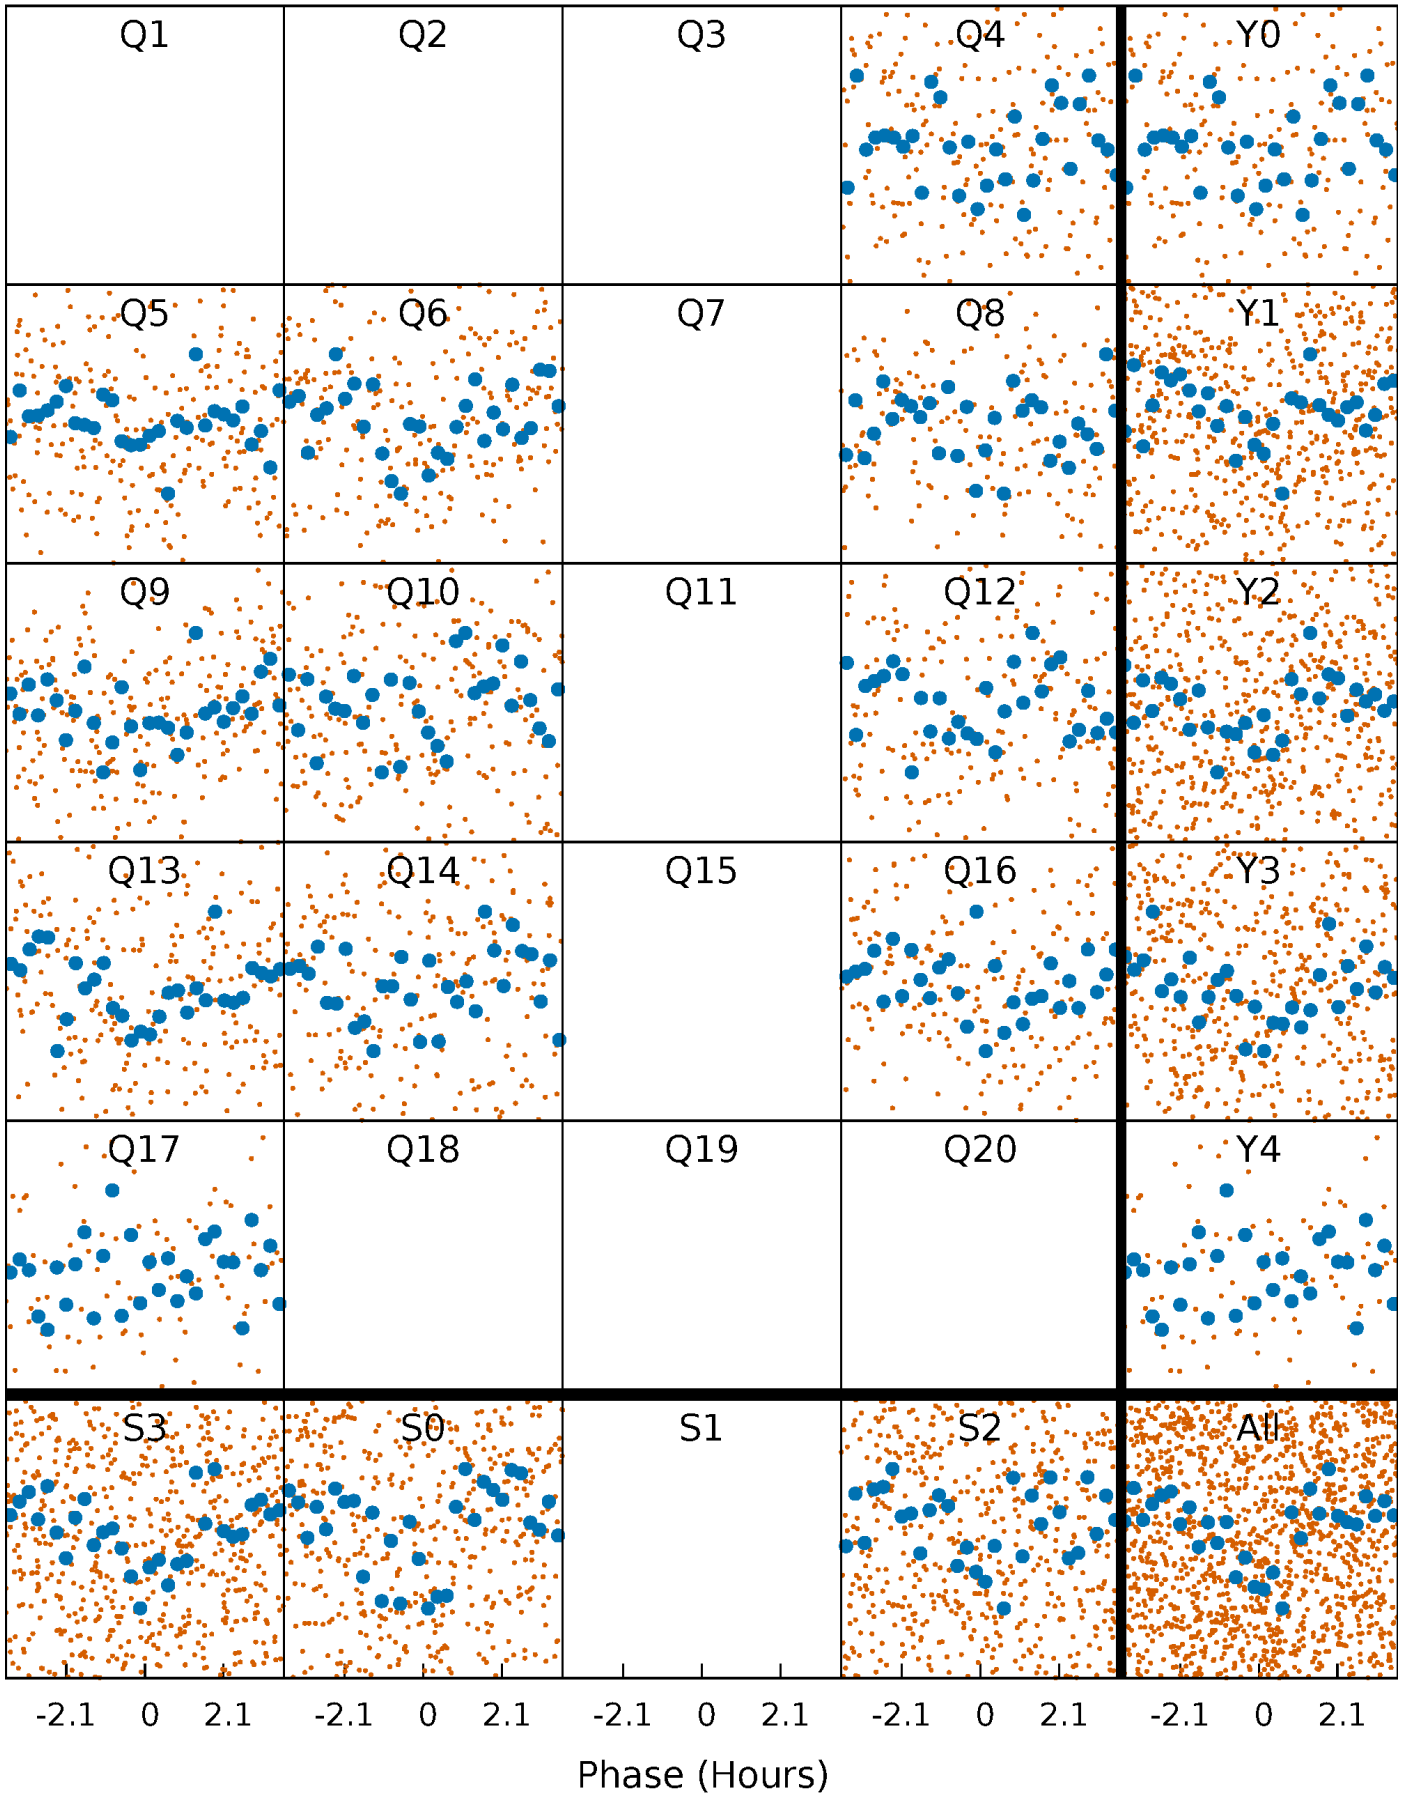 Q1 Q2 Q3 Q4 Y0
Q5 Q6 Q7 Q8 Y1
Q9 Q10 Q11 Q12 Y2
Q13 Q14 Q15 Q16 Y3
Q17 Q18 Q19 Q20 Y4
S3 S0 S1 S2 All
-2.1 0 2.1 -2.1 0 2.1 -2.1 0 2.1 -2.1 0 2.1 -2.1 0 2.1
Phase (Hours)